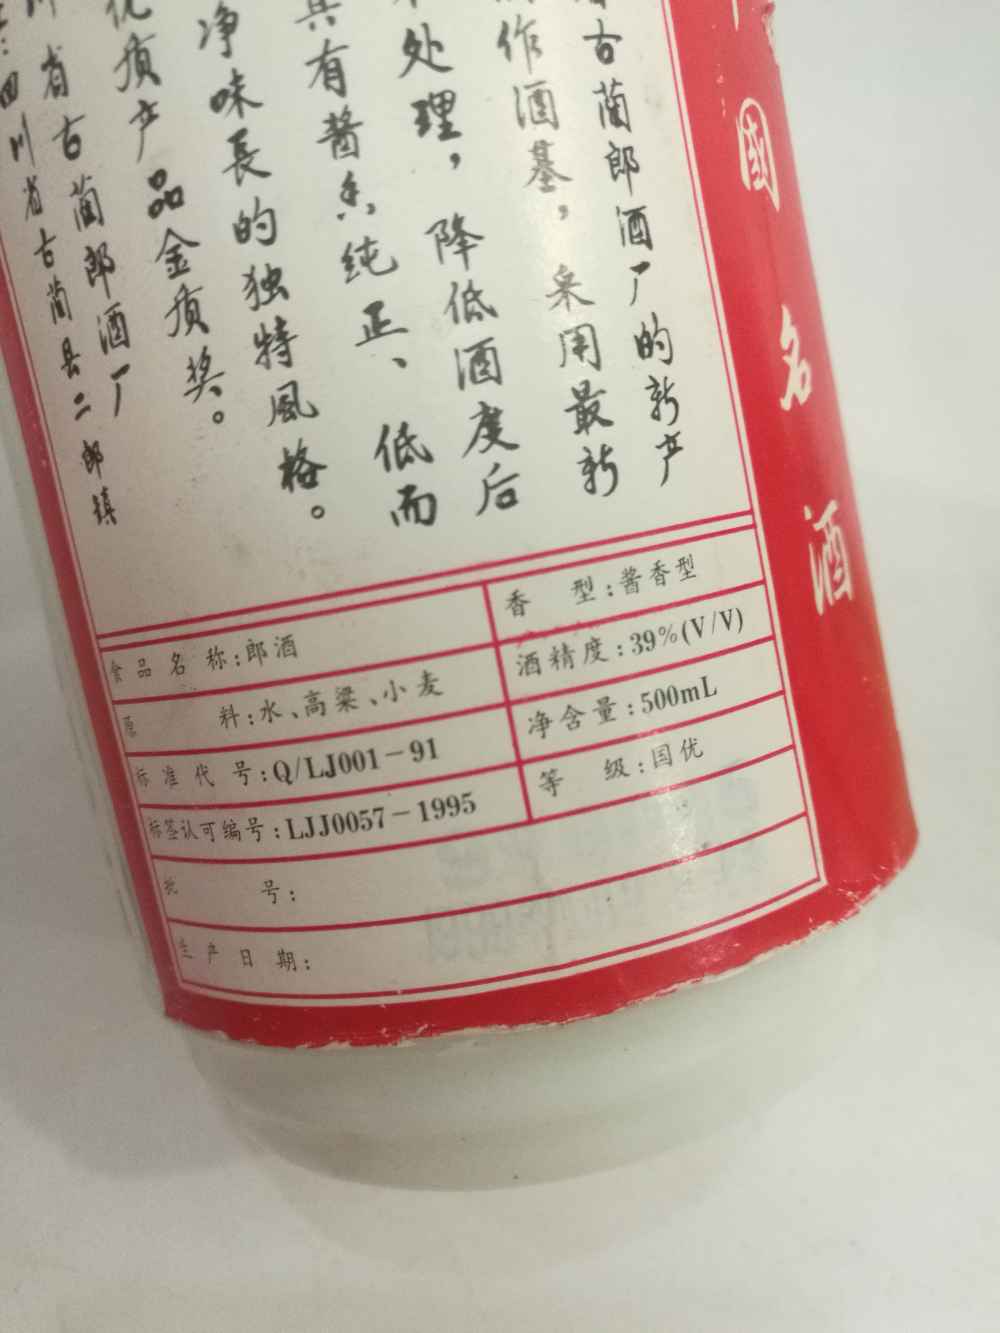 古蔺郎酒厂的新产
作酒基，采用最新
处理，降低酒度后
具有酱香纯正、低而
净味長的独特風格。
优质产品金质奖。
省古蔺郎酒厂
四川省古蔺县二郎镇
中國名酒
食品名称:郎酒
香型:酱香型
原料:水、高粱、小麦
酒精度:39%(V/V)
标准代号:Q/LJ001-91
净含量:500mL
标签认可编号:LJJ0057-1995
等级:国优
批号:
生产日期: